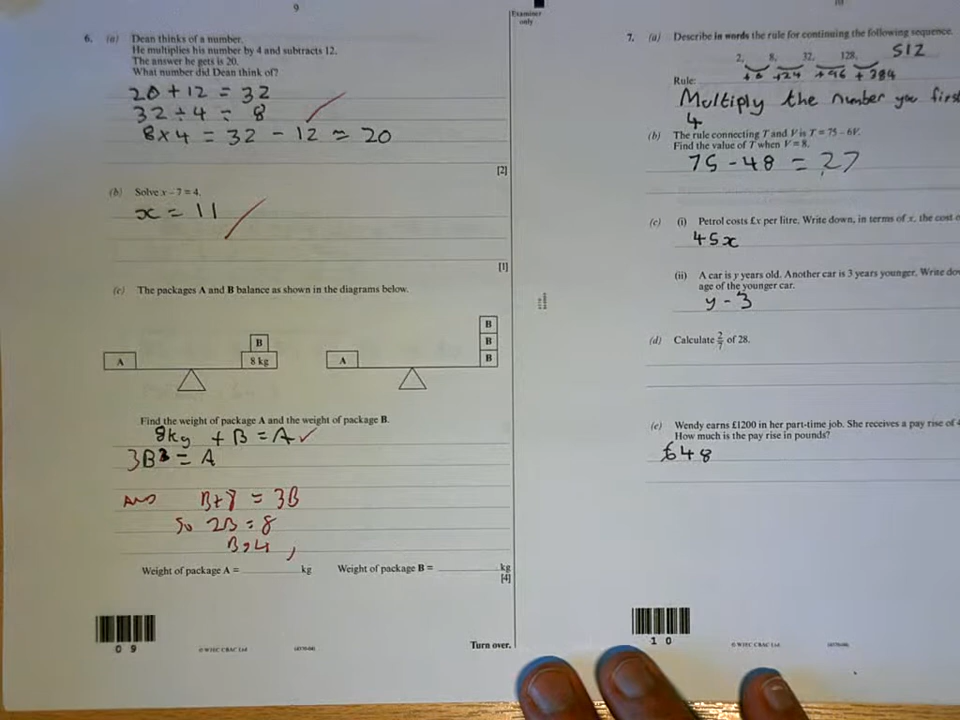 9
Examiner only
6. (a) Dean thinks of a number.
He multiplies his number by 4 and subtracts 12.
The answer he gets is 20.
What number did Dean think of?
20 + 12 = 32
32 ÷ 4 = 8
8 x 4 = 32 - 12 = 20
[2]
(b) Solve x – 7 = 4.
x = 11
[1]
(c) The packages A and B balance as shown in the diagrams below.
A
B
8 kg
A
B
B
B
Find the weight of package A and the weight of package B.
8kg + B = A ✓
3B = A
AND B+8 = 3B
So 2B = 8
B = 4,
Weight of package A = ________ kg Weight of package B = ________ kg
[4]
0 9
© WJEC CBAC Ltd.
Turn over.
10
7. (a) Describe in words the rule for continuing the following sequence.
2, 8, 32, 128, 512
+6 +24 +96 +384
Rule:
Multiply the number you first
4
(b) The rule connecting T and V is T = 75 – 6V.
Find the value of T when V = 8.
75 - 48 = 27
(c) (i) Petrol costs £x per litre. Write down, in terms of x, the cost
45x
(ii) A car is y years old. Another car is 3 years younger. Write
age of the younger car.
y - 3
(d) Calculate 2/7 of 28.
(e) Wendy earns £1200 in her part-time job. She receives a pay rise of
How much is the pay rise in pounds?
£648
1 0
© WJEC CBAC Ltd.